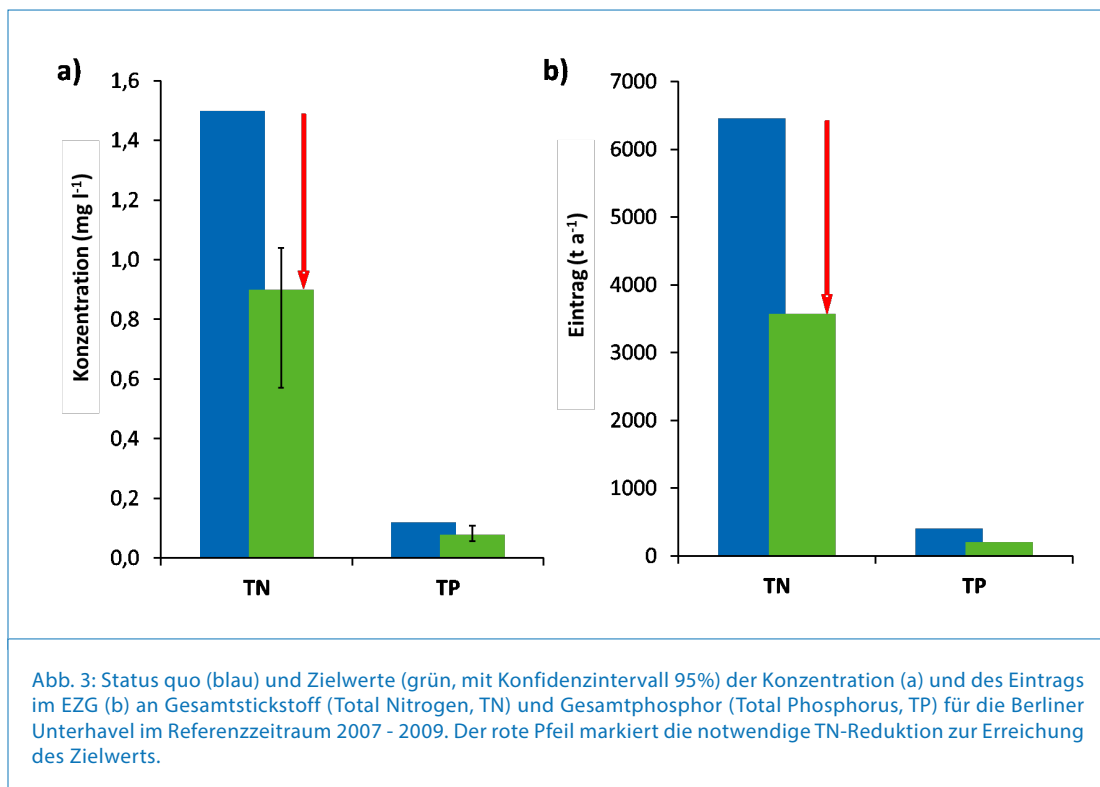 a)
1,6
1,4
1,2
1,0
0,8
0,6
0,4
0,2
0,0
Konzentration (mg l⁻¹)
TN
TP
b)
7000
6000
5000
4000
3000
2000
1000
0
Eintrag (t a⁻¹)
TN
TP
Abb. 3: Status quo (blau) und Zielwerte (grün, mit Konfidenzintervall 95%) der Konzentration (a) und des Eintrags
im EZG (b) an Gesamtstickstoff (Total Nitrogen, TN) und Gesamtphosphor (Total Phosphorus, TP) für die Berliner
Unterhavel im Referenzzeitraum 2007 - 2009. Der rote Pfeil markiert die notwendige TN-Reduktion zur Erreichung
des Zielwerts.